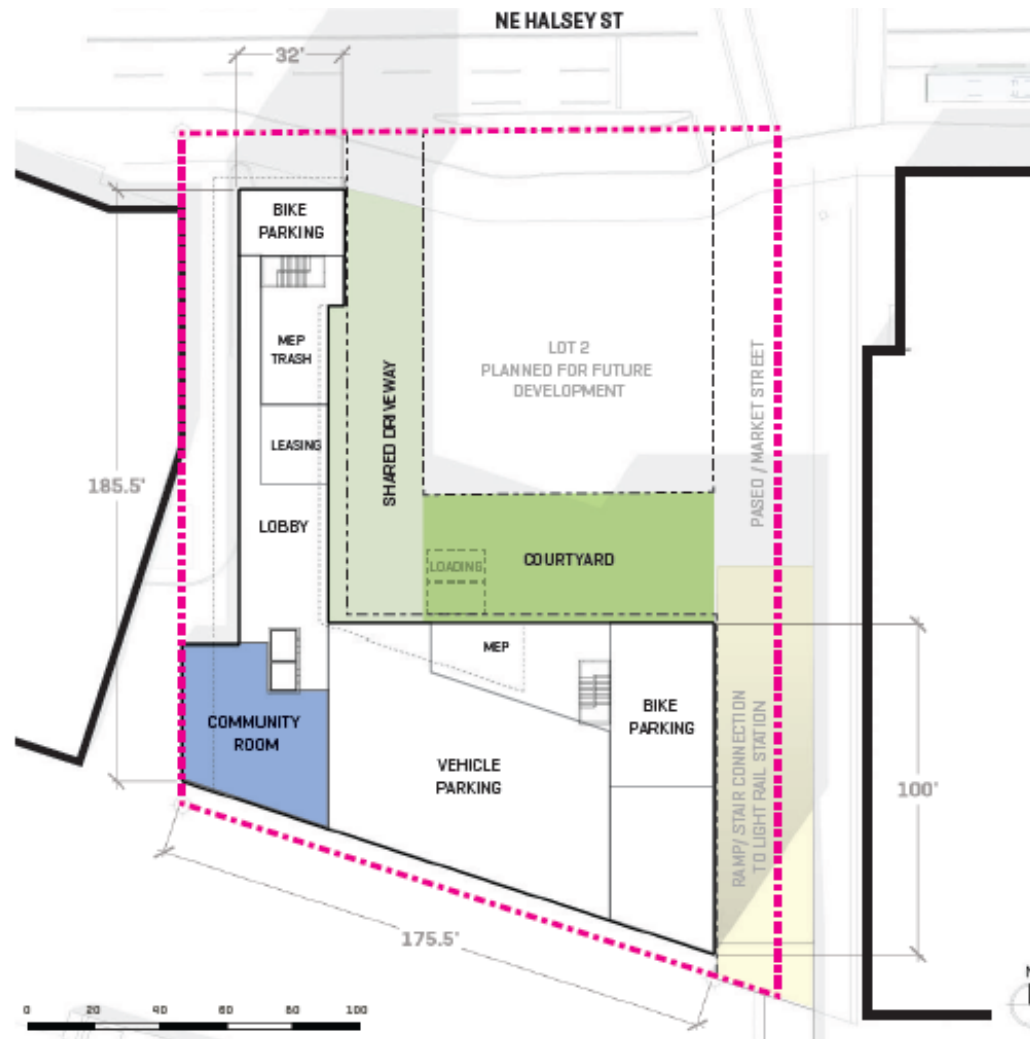 NE HALSEY ST
32'
BIKE
PARKING
MEP
TRASH
LEASING
LOBBY
185.5'
SHARED DRIVEWAY
LOT 2
PLANNED FOR FUTURE
DEVELOPMENT
PASEO / MARKET STREET
LOADING
COURTYARD
MEP
BIKE
PARKING
COMMUNITY
ROOM
VEHICLE
PARKING
RAMP/ STAIR CONNECTION
TO LIGHT RAIL STATION
100'
175.5'
0 20 40 60 80 100
N